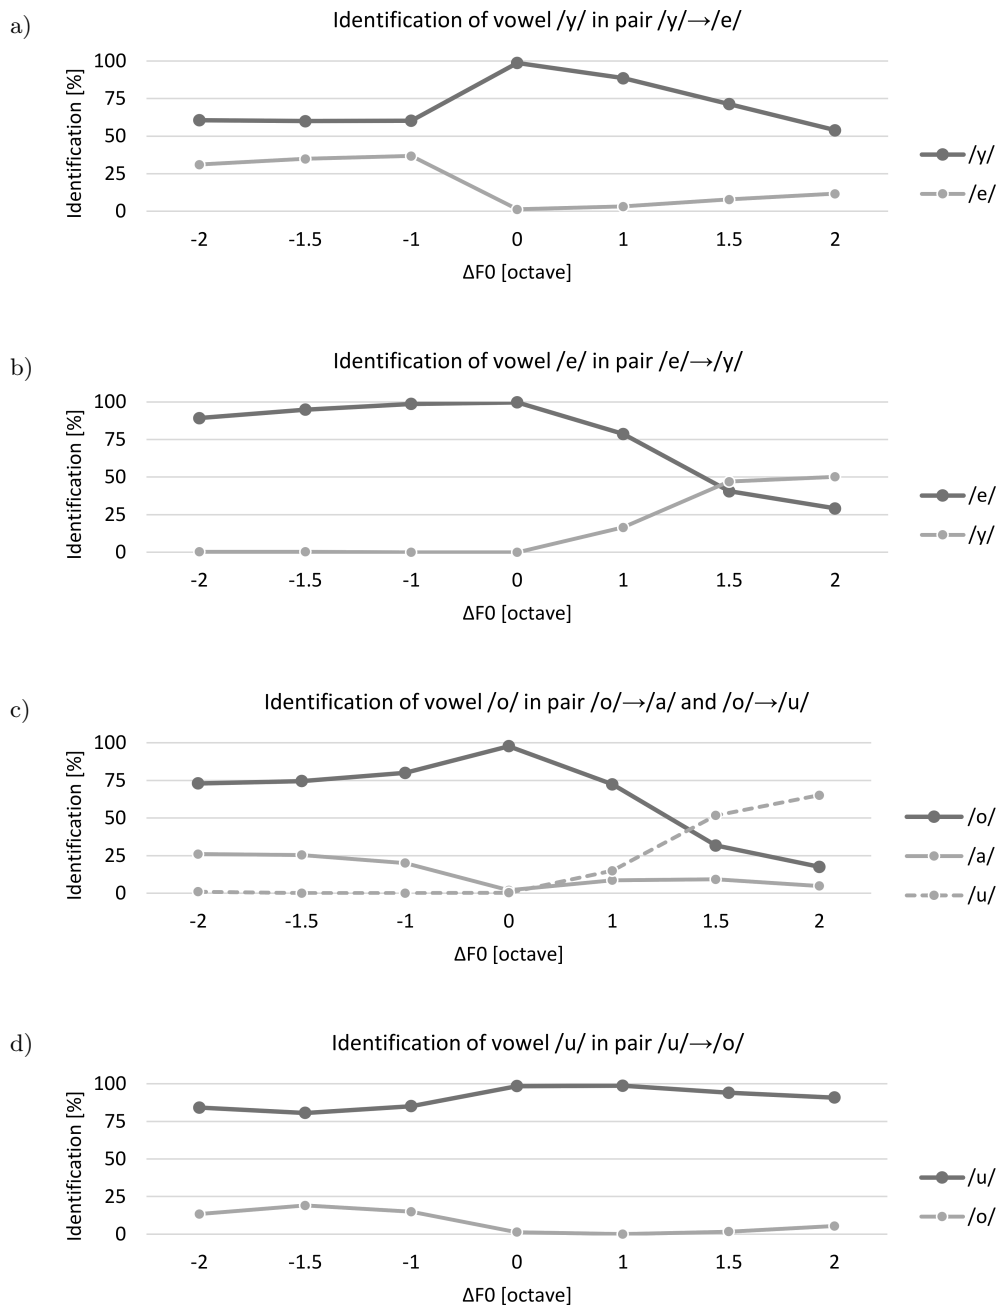 a)
Identification of vowel /y/ in pair /y/→/e/
Identification [%]
100
75
50
25
0
-2 -1.5 -1 0 1 1.5 2
ΔF0 [octave]
/y/
/e/
b)
Identification of vowel /e/ in pair /e/→/y/
Identification [%]
100
75
50
25
0
-2 -1.5 -1 0 1 1.5 2
ΔF0 [octave]
/e/
/y/
c)
Identification of vowel /o/ in pair /o/→/a/ and /o/→/u/
Identification [%]
100
75
50
25
0
-2 -1.5 -1 0 1 1.5 2
ΔF0 [octave]
/o/
/a/
/u/
d)
Identification of vowel /u/ in pair /u/→/o/
Identification [%]
100
75
50
25
0
-2 -1.5 -1 0 1 1.5 2
ΔF0 [octave]
/u/
/o/